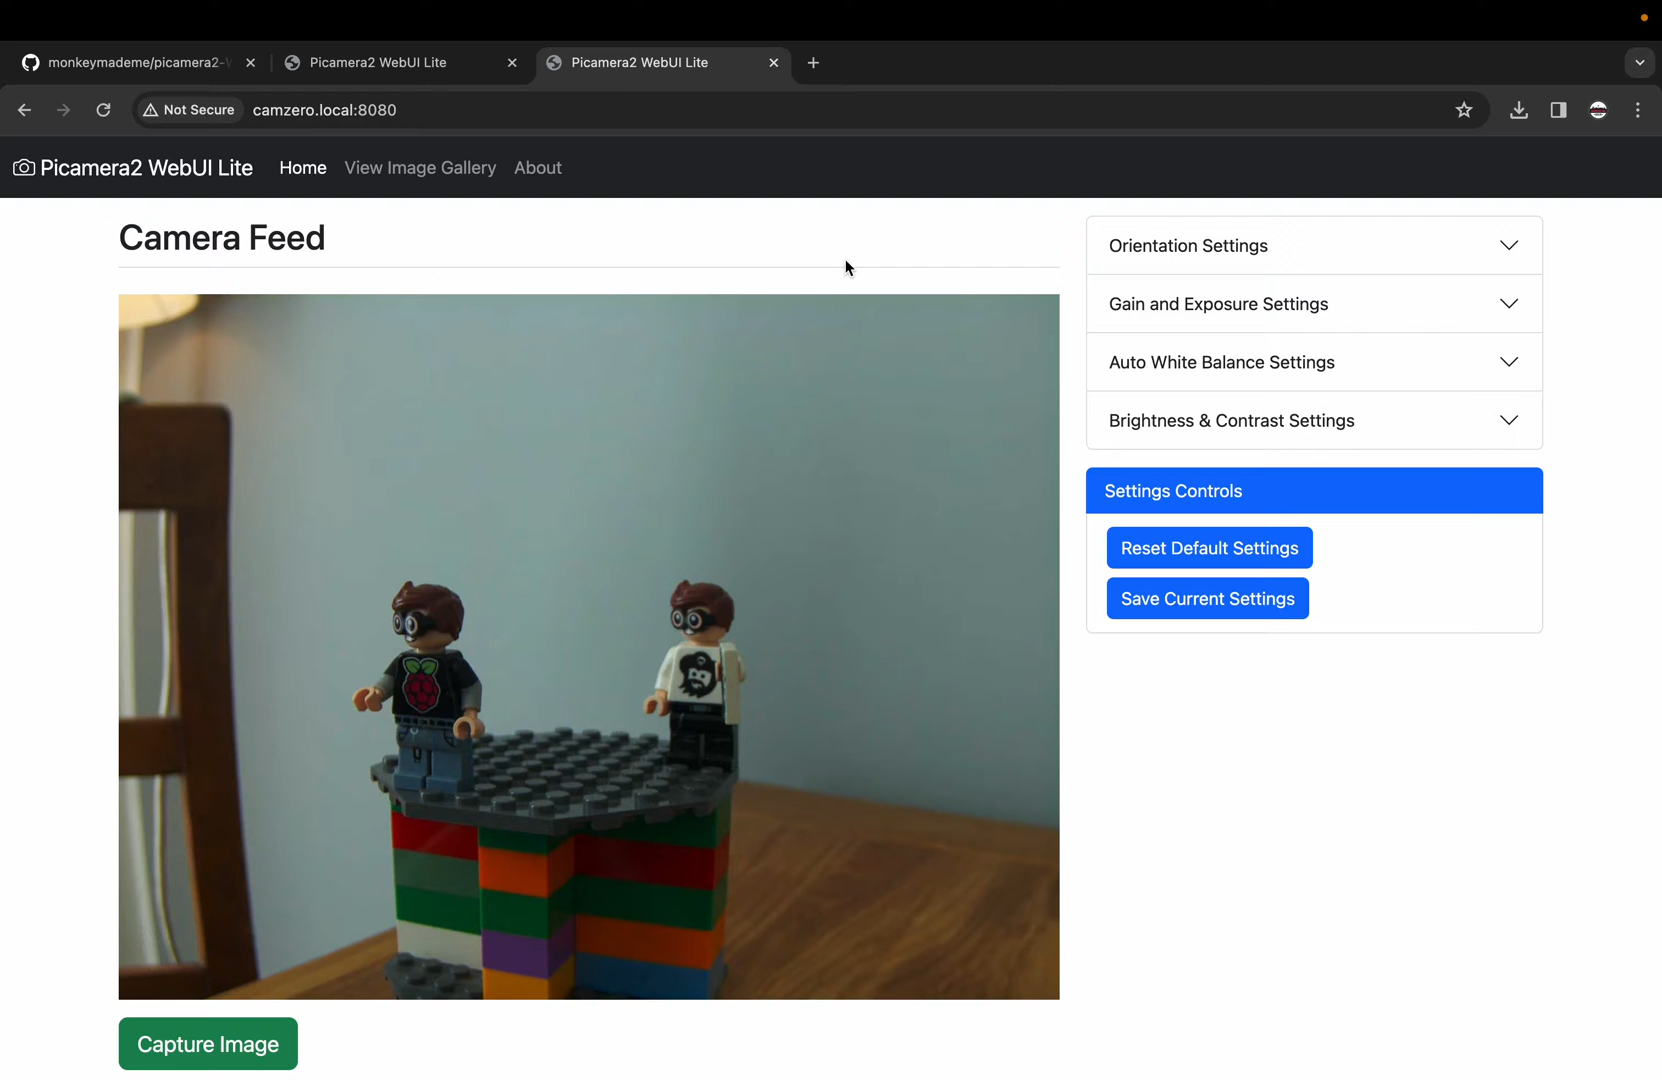 monkeymademe/picamera2-W
Picamera2 WebUI Lite
Picamera2 WebUI Lite
Not Secure
camzero.local:8080
Picamera2 WebUI Lite
Home
View Image Gallery
About
Camera Feed
Orientation Settings
Gain and Exposure Settings
Auto White Balance Settings
Brightness & Contrast Settings
Settings Controls
Reset Default Settings
Save Current Settings
Capture Image